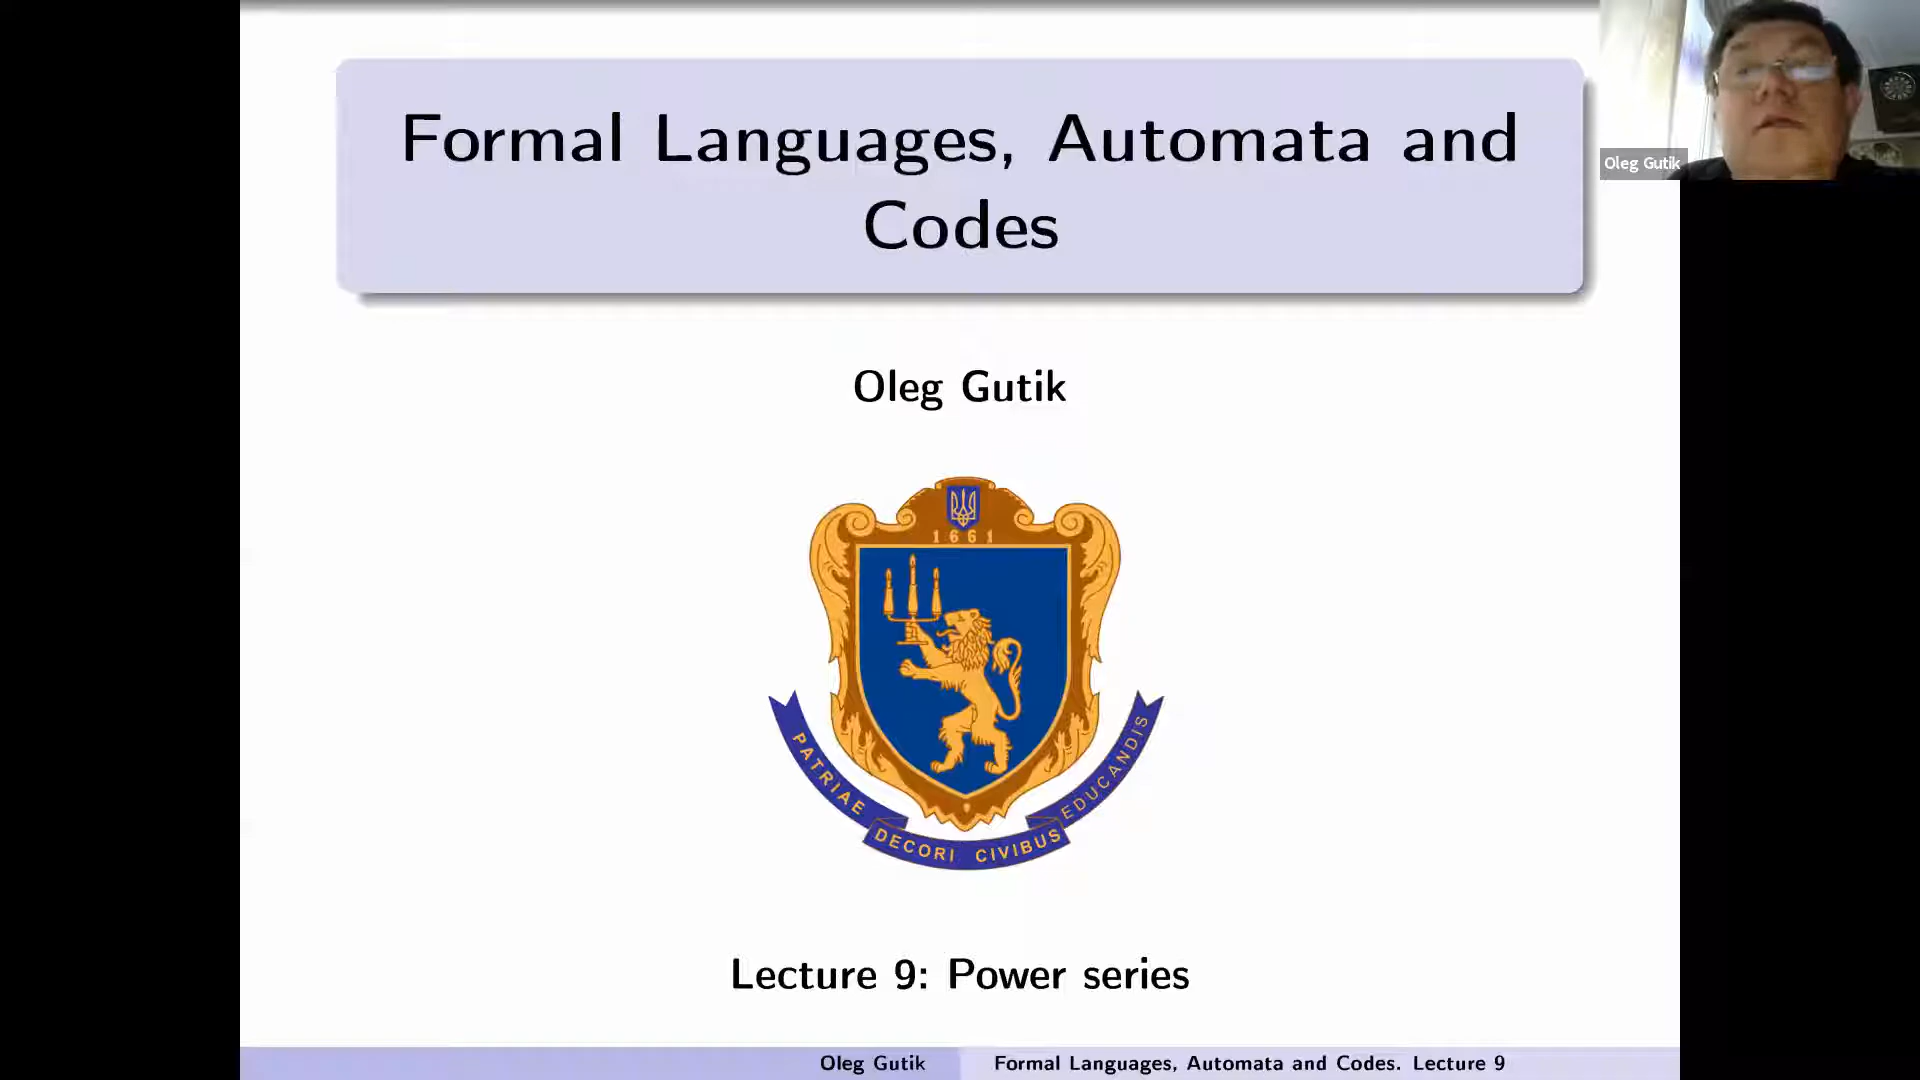 Formal Languages, Automata and
Codes
Oleg Gutik
Oleg Gutik
1661
PATRIAE DECORI CIVIBUS EDUCANDIS
Lecture 9: Power series
Oleg Gutik Formal Languages, Automata and Codes. Lecture 9